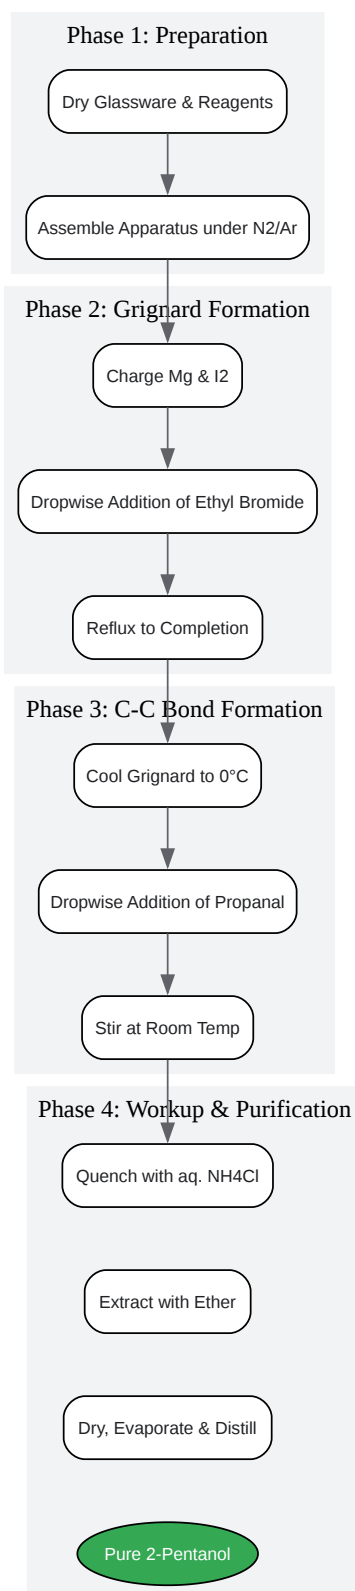 Phase 1: Preparation
Dry Glassware & Reagents
Assemble Apparatus under N2/Ar
Phase 2: Grignard Formation
Charge Mg & I2
Dropwise Addition of Ethyl Bromide
Reflux to Completion
Phase 3: C-C Bond Formation
Cool Grignard to 0°C
Dropwise Addition of Propanal
Stir at Room Temp
Phase 4: Workup & Purification
Quench with aq. NH4Cl
Extract with Ether
Dry, Evaporate & Distill
Pure 2-Pentanol